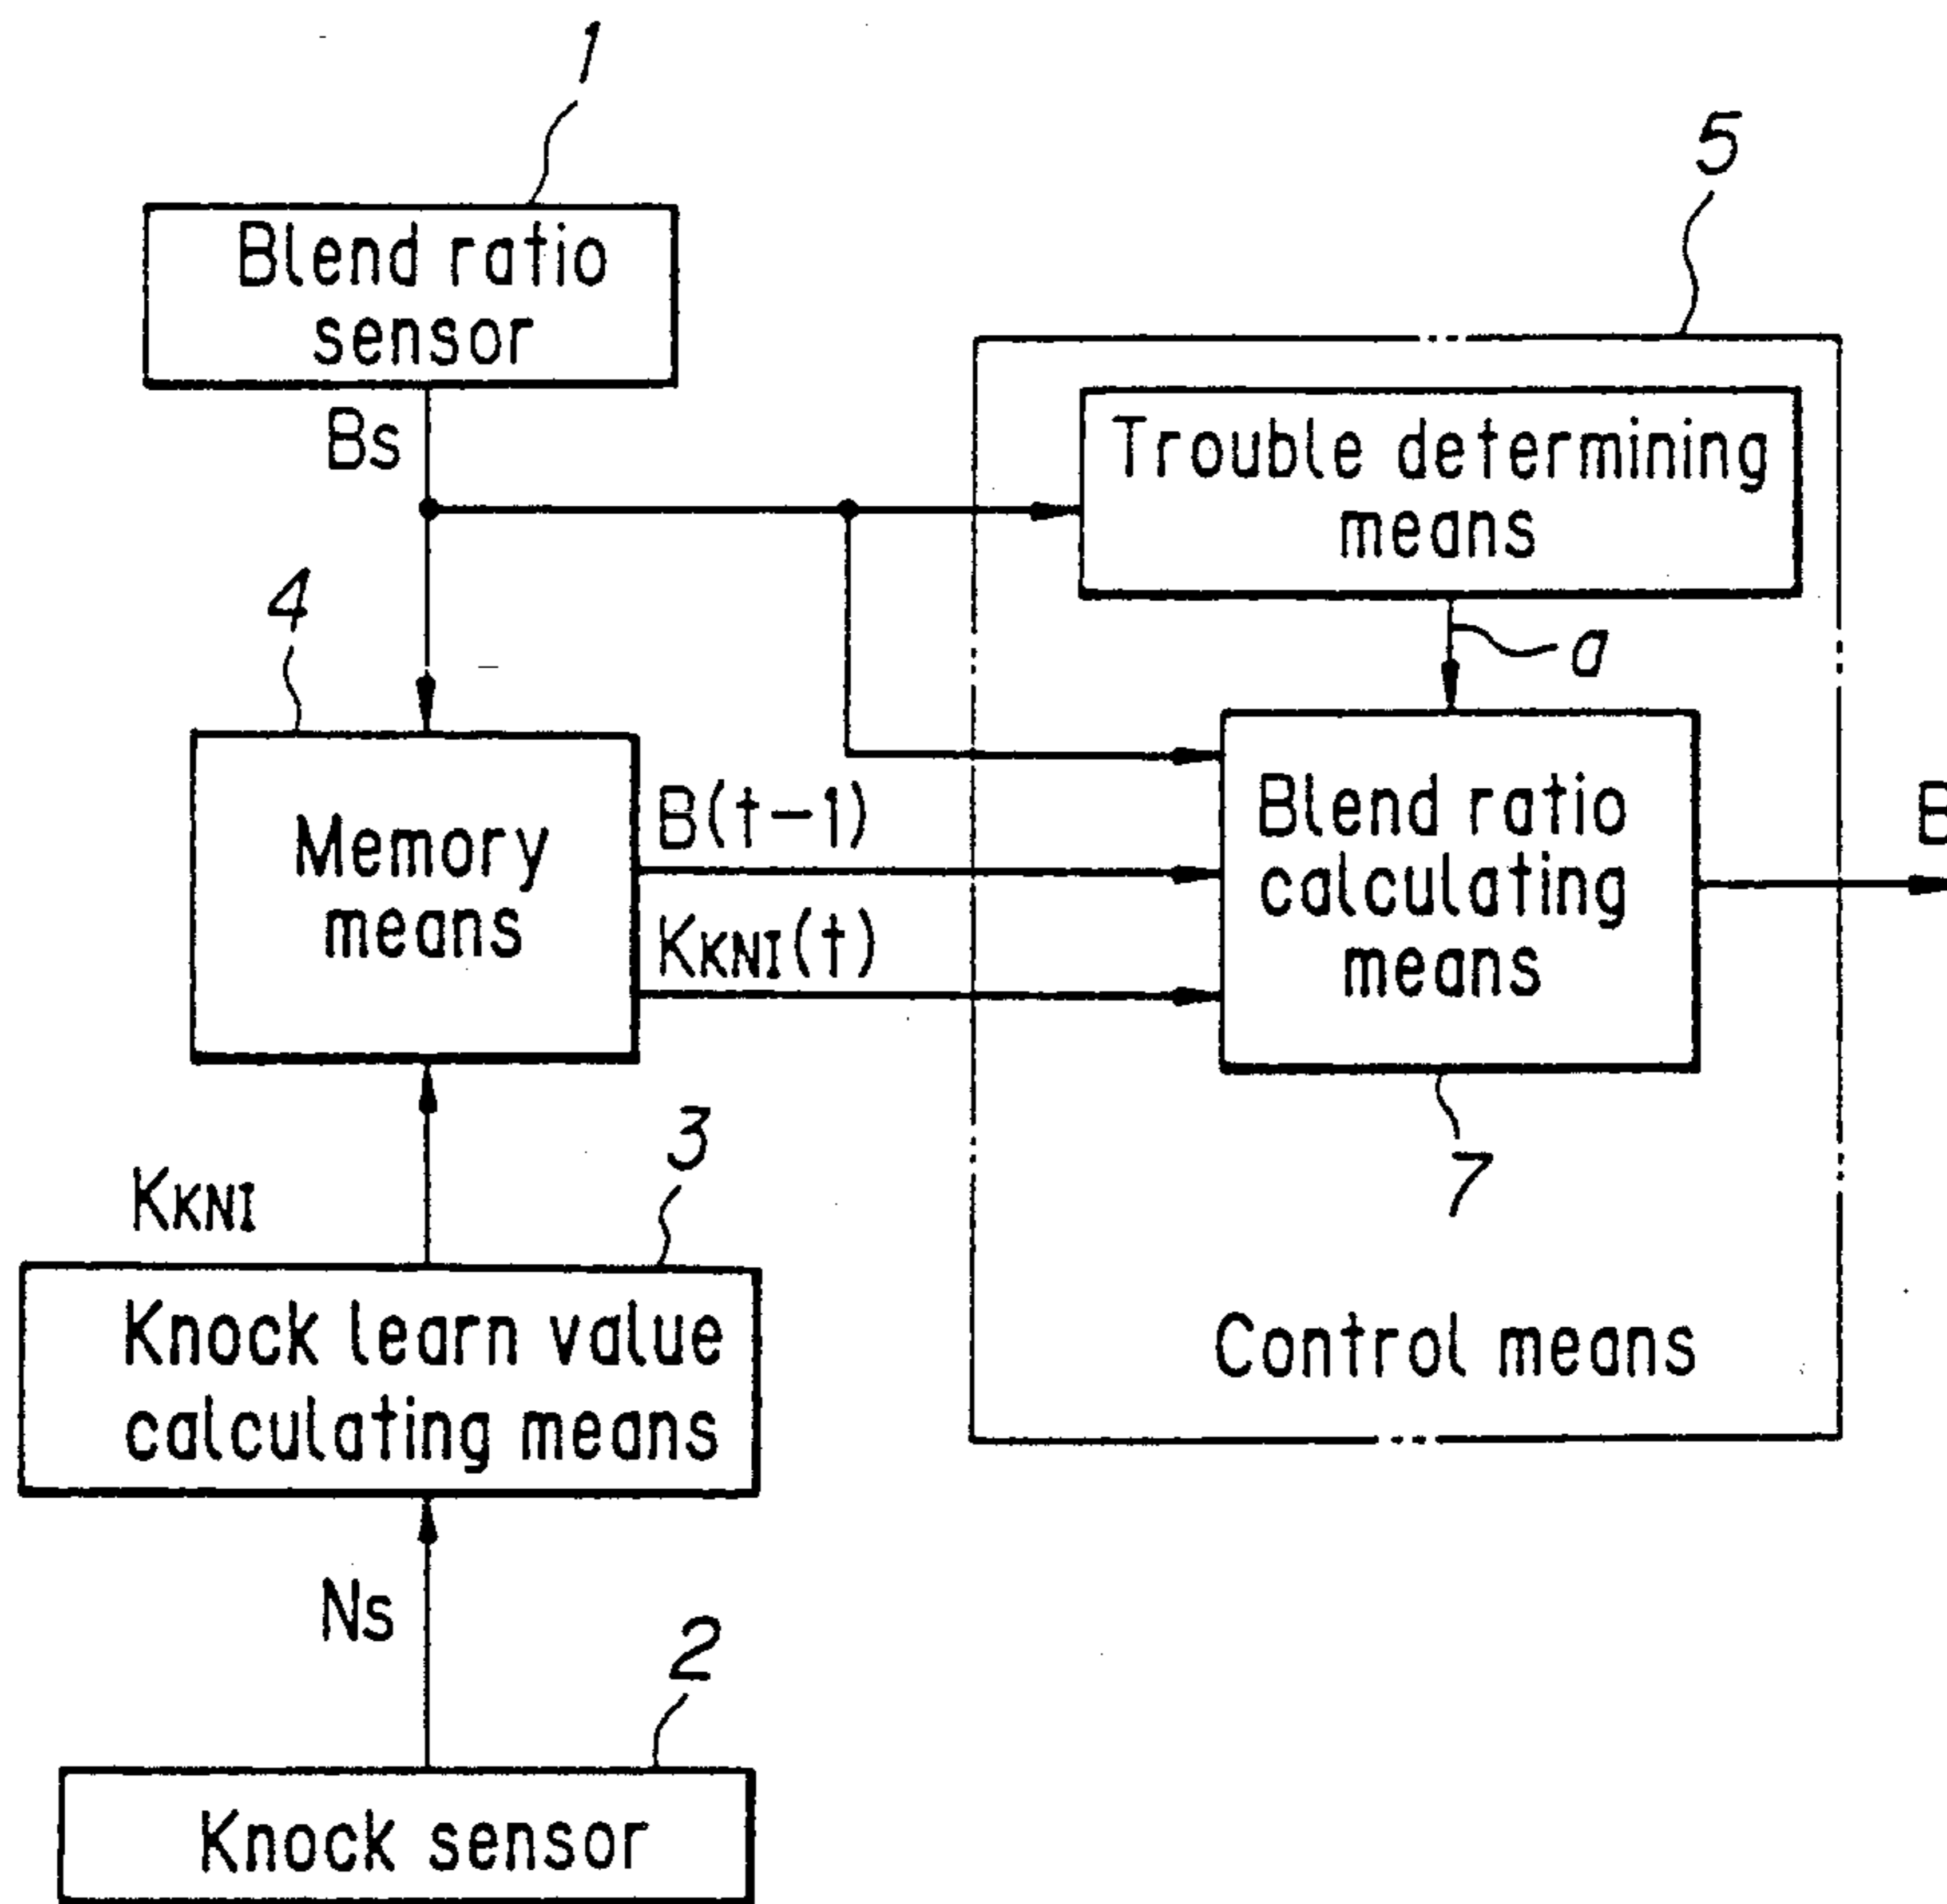 1
Blend ratio
sensor
Bs
5
Trouble determining
means
a
4
Memory
means
B(t-1)
KKNI(t)
Blend ratio
calculating
means
B
7
Control means
KKNI
3
Knock learn value
calculating means
Ns
2
Knock sensor